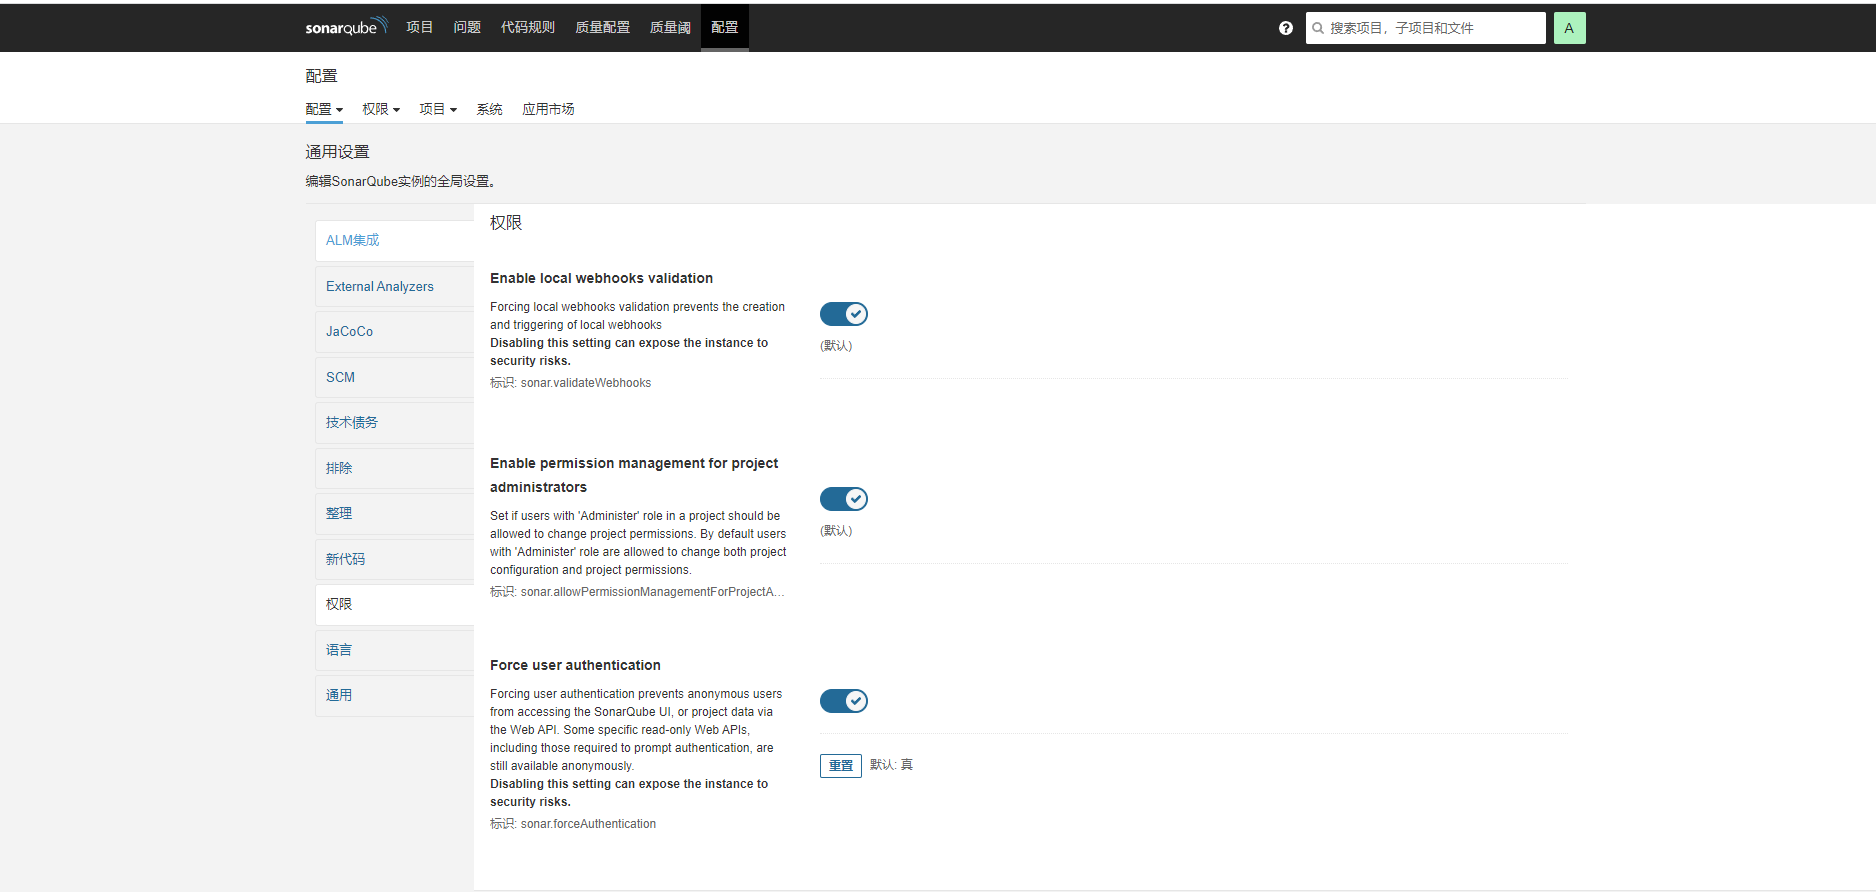 sonarqube 项目 问题 代码规则 质量配置 质量阈 配置 搜索项目，子项目和文件 A
配置
配置 权限 项目 系统 应用市场
通用设置
编辑SonarQube实例的全局设置。
ALM集成
External Analyzers
JaCoCo
SCM
技术债务
排除
整理
新代码
权限
语言
通用
权限
Enable local webhooks validation
Forcing local webhooks validation prevents the creation
and triggering of local webhooks
Disabling this setting can expose the instance to
security risks.
标识: sonar.validateWebhooks
(默认)
Enable permission management for project
administrators
Set if users with 'Administer' role in a project should be
allowed to change project permissions. By default users
with 'Administer' role are allowed to change both project
configuration and project permissions.
标识: sonar.allowPermissionManagementForProjectA…
(默认)
Force user authentication
Forcing user authentication prevents anonymous users
from accessing the SonarQube UI, or project data via
the Web API. Some specific read-only Web APIs,
including those required to prompt authentication, are
still available anonymously.
Disabling this setting can expose the instance to
security risks.
标识: sonar.forceAuthentication
重置 默认: 真